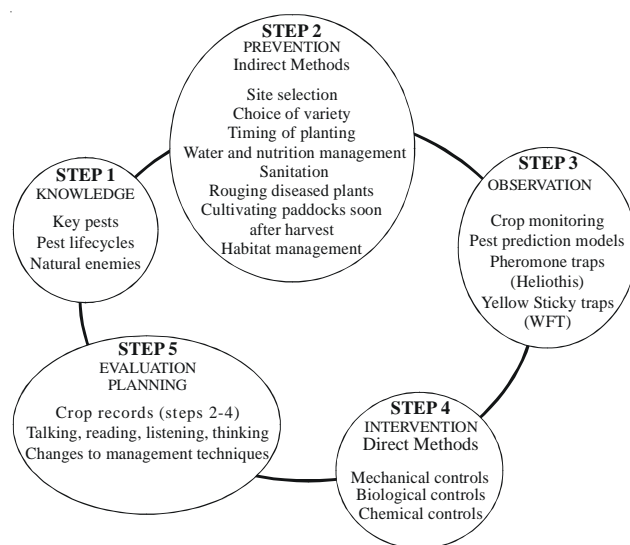 STEP 1
KNOWLEDGE
Key pests
Pest lifecycles
Natural enemies
STEP 2
PREVENTION
Indirect Methods
Site selection
Choice of variety
Timing of planting
Water and nutrition management
Sanitation
Rouging diseased plants
Cultivating paddocks soon
after harvest
Habitat management
STEP 3
OBSERVATION
Crop monitoring
Pest prediction models
Pheromone traps
(Heliothis)
Yellow Sticky traps
(WFT)
STEP 4
INTERVENTION
Direct Methods
Mechanical controls
Biological controls
Chemical controls
STEP 5
EVALUATION
PLANNING
Crop records (steps 2-4)
Talking, reading, listening, thinking
Changes to management techniques